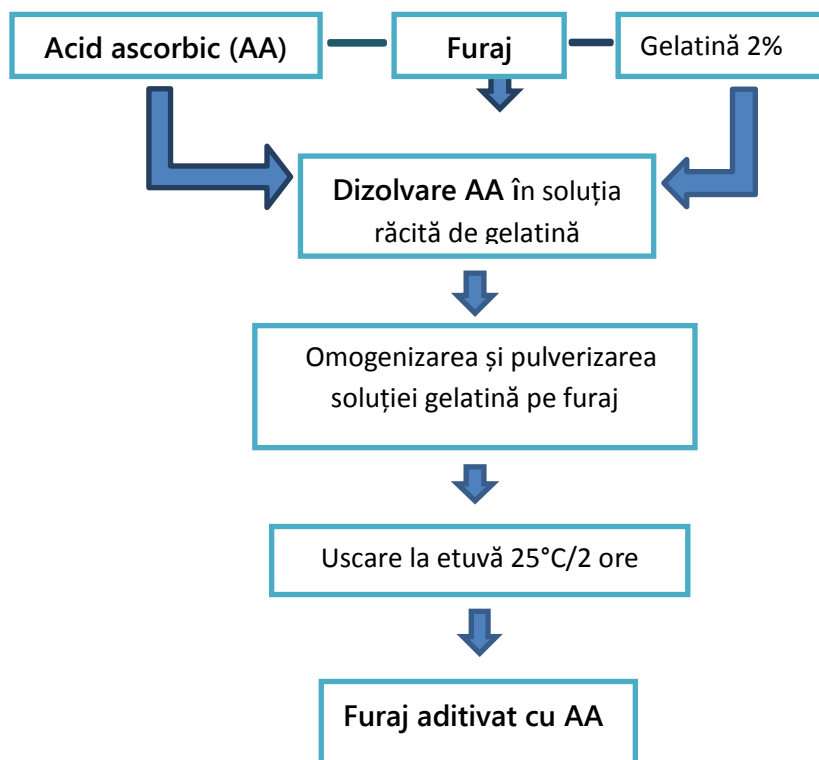 Acid ascorbic (AA)
Furaj
Gelatină 2%
Dizolvare AA în soluția
răcită de gelatină
Omogenizarea și pulverizarea
soluției gelatină pe furaj
Uscare la etuvă 25°C/2 ore
Furaj aditivat cu AA